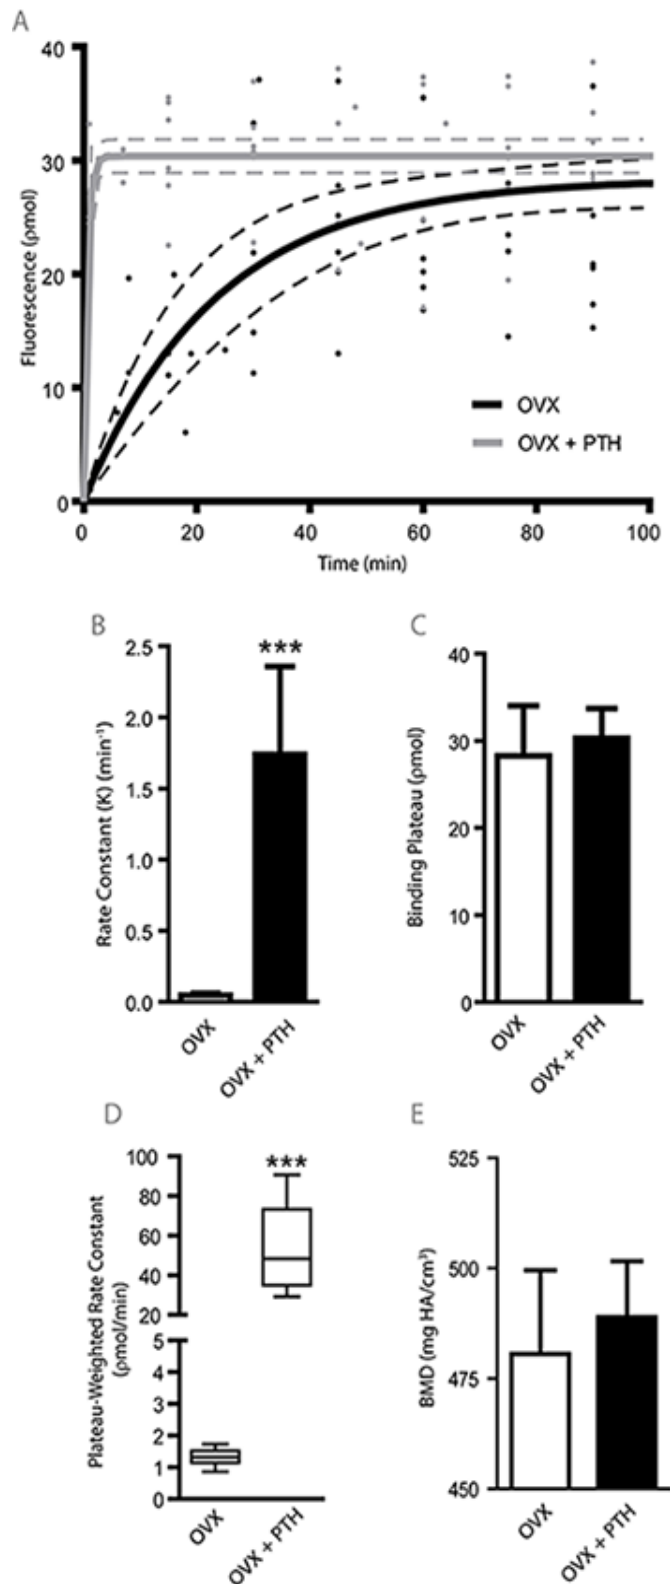 A
40
30
20
10
0
Fluorescence (ρmol)
OVX
OVX + PTH
0 20 40 60 80 100
Time (min)
B
***
2.5
2.0
1.5
1.0
0.5
0.0
Rate Constant (K) (min⁻¹)
OVX
OVX + PTH
C
40
30
20
10
0
Binding Plateau (ρmol)
OVX
OVX + PTH
D
***
100
80
60
40
20
5
4
3
2
1
0
Plateau-Weighted Rate Constant
(ρmol/min)
OVX
OVX + PTH
E
525
500
475
450
BMD (mg HA/cm³)
OVX
OVX + PTH